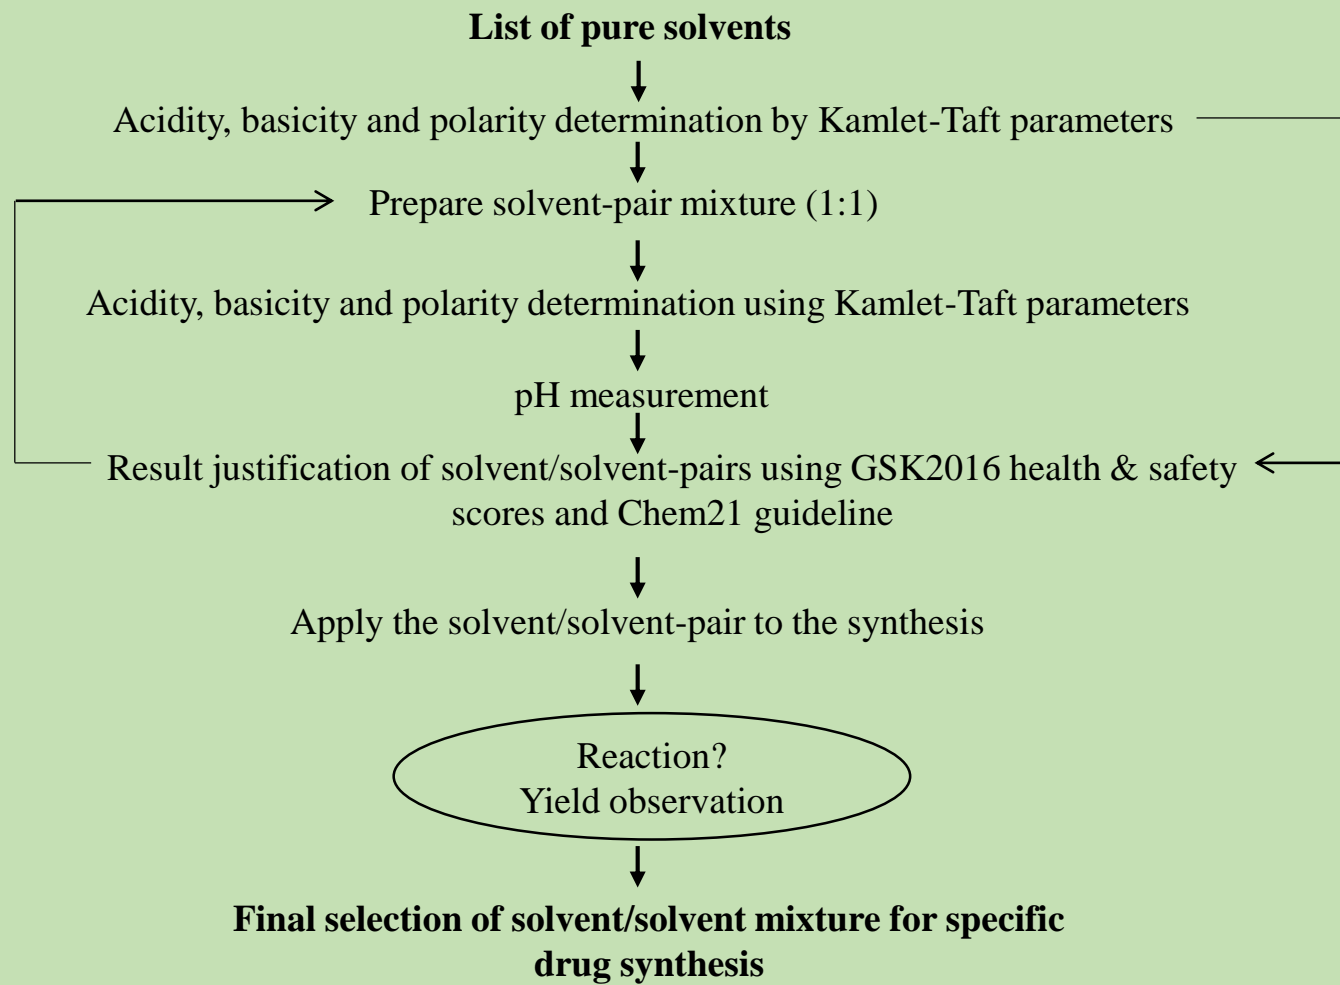 List of pure solvents
Acidity, basicity and polarity determination by Kamlet-Taft parameters
Prepare solvent-pair mixture (1:1)
Acidity, basicity and polarity determination using Kamlet-Taft parameters
pH measurement
Result justification of solvent/solvent-pairs using GSK2016 health & safety
scores and Chem21 guideline
Apply the solvent/solvent-pair to the synthesis
Reaction?
Yield observation
Final selection of solvent/solvent mixture for specific
drug synthesis